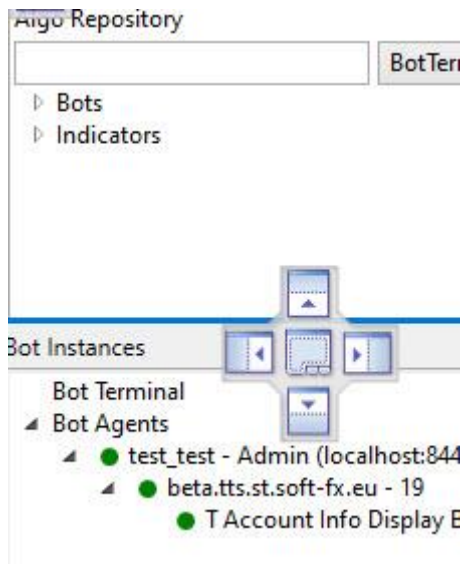 Algo Repository
BotTerm
Bots
Indicators
Bot Instances
Bot Terminal
Bot Agents
test_test - Admin (localhost:844
beta.tts.st.soft-fx.eu - 19
T Account Info Display B